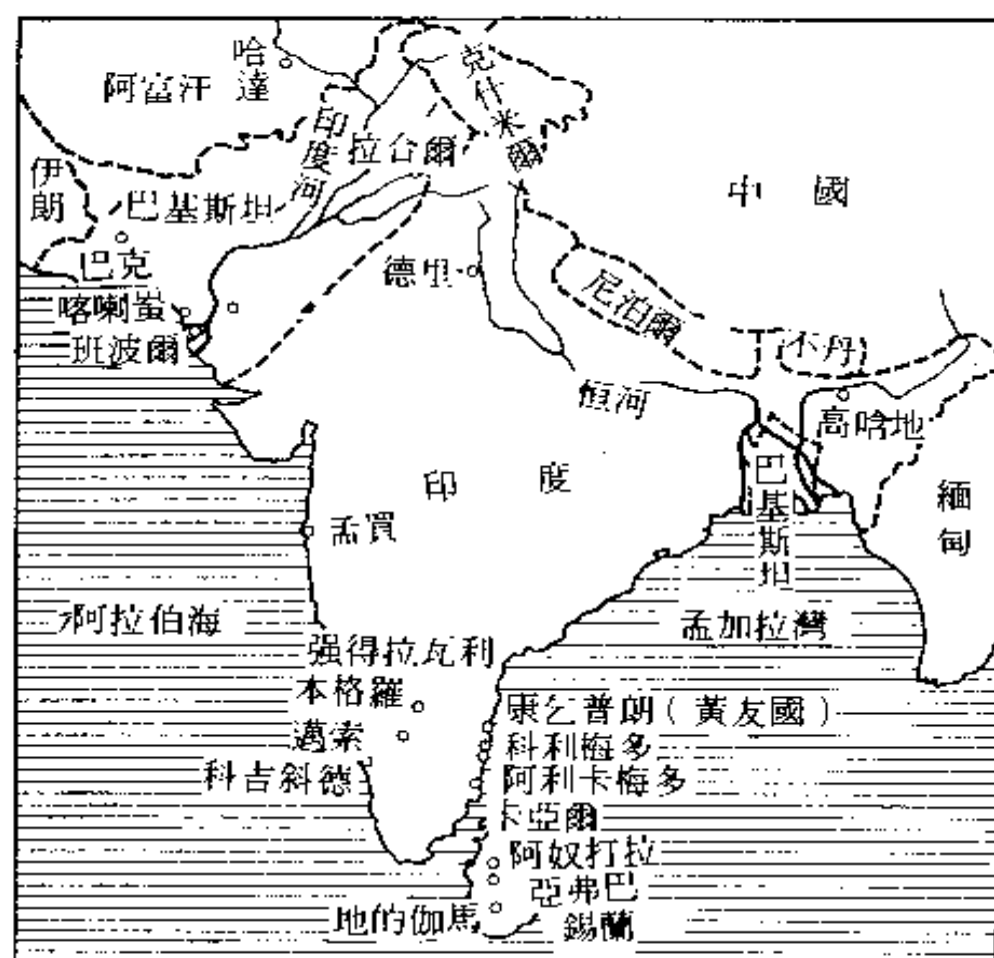 哈達
阿富汗
克什米爾
印度河
拉合爾
伊朗
巴基斯坦
中國
巴克
德里
尼泊爾
喀喇蚩
班波爾
不丹
恒河
高哈地
印度
巴基斯坦
緬甸
孟買
阿拉伯海
孟加拉灣
强得拉瓦利
本格羅
康乞普朗(黃友國)
邁索
科利梅多
科吉斜德
阿利卡梅多
卡亞爾
阿奴打拉
亞弗巴
地的伽馬
錫蘭